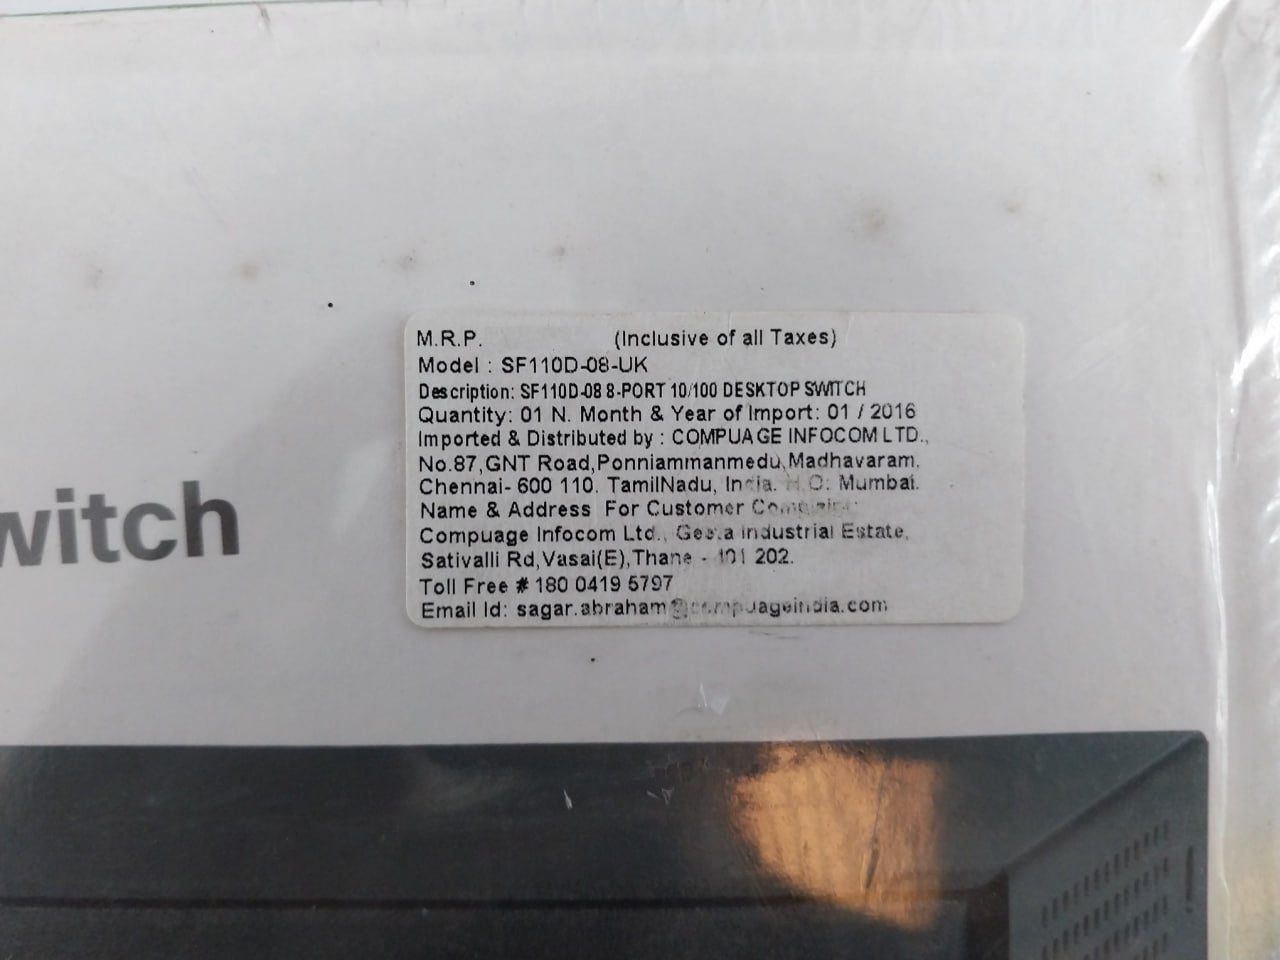 M.R.P. (Inclusive of all Taxes)
Model : SF110D-08-UK
Description: SF110D-08 8-PORT 10/100 DESKTOP SWITCH
Quantity: 01 N. Month & Year of Import: 01 / 2016
Imported & Distributed by : COMPUAGE INFOCOM LTD.,
No.87,GNT Road,Ponniammanmedu,Madhavaram.
Chennai- 600 110. TamilNadu, India. H.O: Mumbai.
Name & Address For Customer
witch
Compuage Infocom Ltd., Industrial Estate,
Sativalli Rd,Vasai(E),Thane - 202.
Toll Free # 180 0419 5797
Email Id: sagar.abraham@compuageindia.com